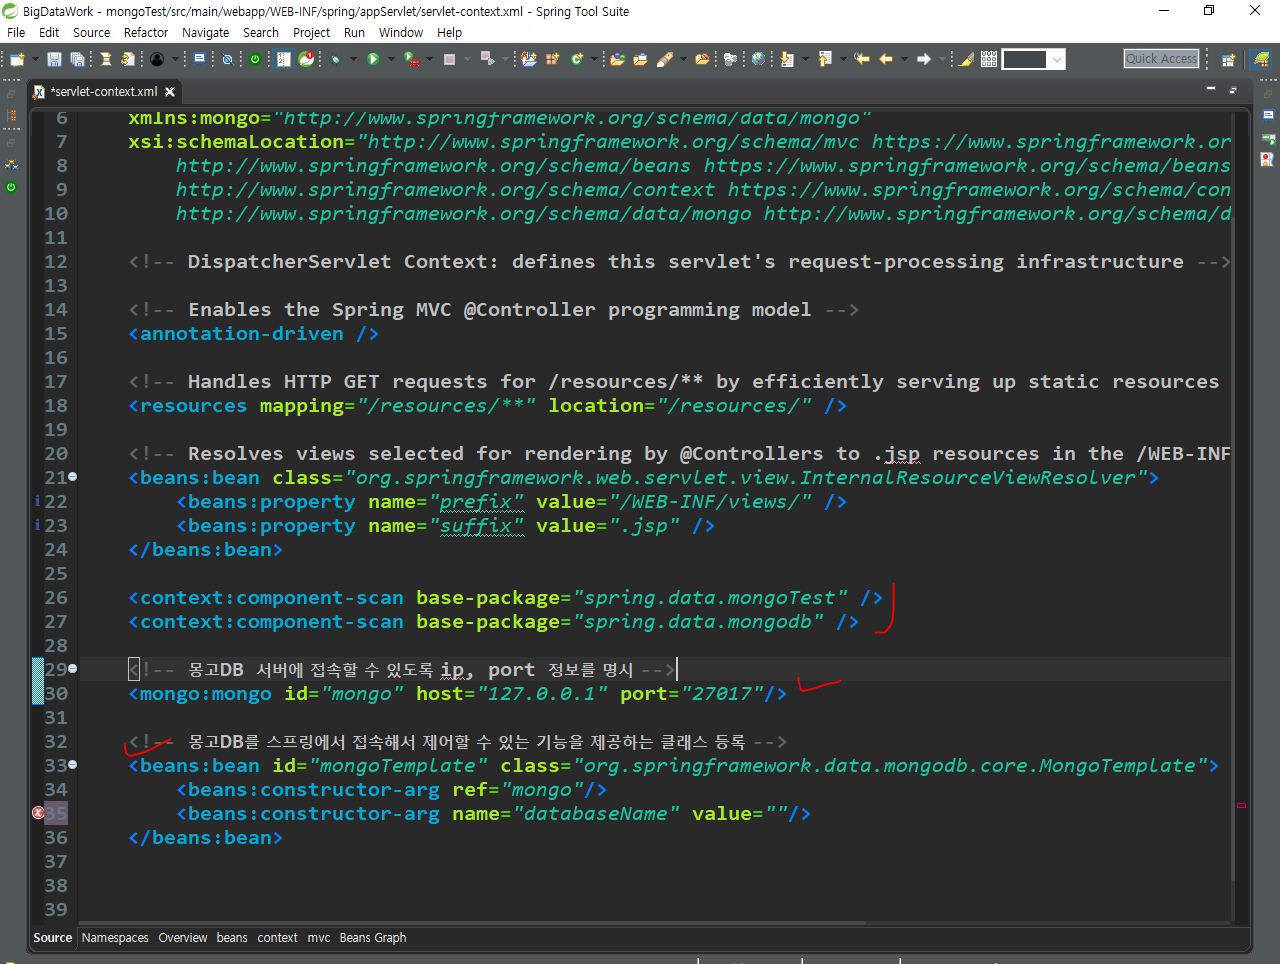 BigDataWork - mongoTest/src/main/webapp/WEB-INF/spring/appServlet/servlet-context.xml - Spring Tool Suite
File Edit Source Refactor Navigate Search Project Run Window Help
Quick Access
*servlet-context.xml
6 xmlns:mongo="http://www.springframework.org/schema/data/mongo"
7 xsi:schemaLocation="http://www.springframework.org/schema/mvc https://www.springframework.or
8 http://www.springframework.org/schema/beans https://www.springframework.org/schema/beans
9 http://www.springframework.org/schema/context https://www.springframework.org/schema/con
10 http://www.springframework.org/schema/data/mongo http://www.springframework.org/schema/d
11
12 <!-- DispatcherServlet Context: defines this servlet's request-processing infrastructure -->
13
14 <!-- Enables the Spring MVC @Controller programming model -->
15 <annotation-driven />
16
17 <!-- Handles HTTP GET requests for /resources/** by efficiently serving up static resources
18 <resources mapping="/resources/**" location="/resources/" />
19
20 <!-- Resolves views selected for rendering by @Controllers to .jsp resources in the /WEB-INF
21 <beans:bean class="org.springframework.web.servlet.view.InternalResourceViewResolver">
22 <beans:property name="prefix" value="/WEB-INF/views/" />
23 <beans:property name="suffix" value=".jsp" />
24 </beans:bean>
25
26 <context:component-scan base-package="spring.data.mongoTest" />
27 <context:component-scan base-package="spring.data.mongodb" />
28
29 <!-- 몽고DB 서버에 접속할 수 있도록 ip, port 정보를 명시 -->
30 <mongo:mongo id="mongo" host="127.0.0.1" port="27017"/>
31
32 <!-- 몽고DB를 스프링에서 접속해서 제어할 수 있는 기능을 제공하는 클래스 등록 -->
33 <beans:bean id="mongoTemplate" class="org.springframework.data.mongodb.core.MongoTemplate">
34 <beans:constructor-arg ref="mongo"/>
35 <beans:constructor-arg name="databaseName" value=""/>
36 </beans:bean>
37
38
39
Source Namespaces Overview beans context mvc Beans Graph